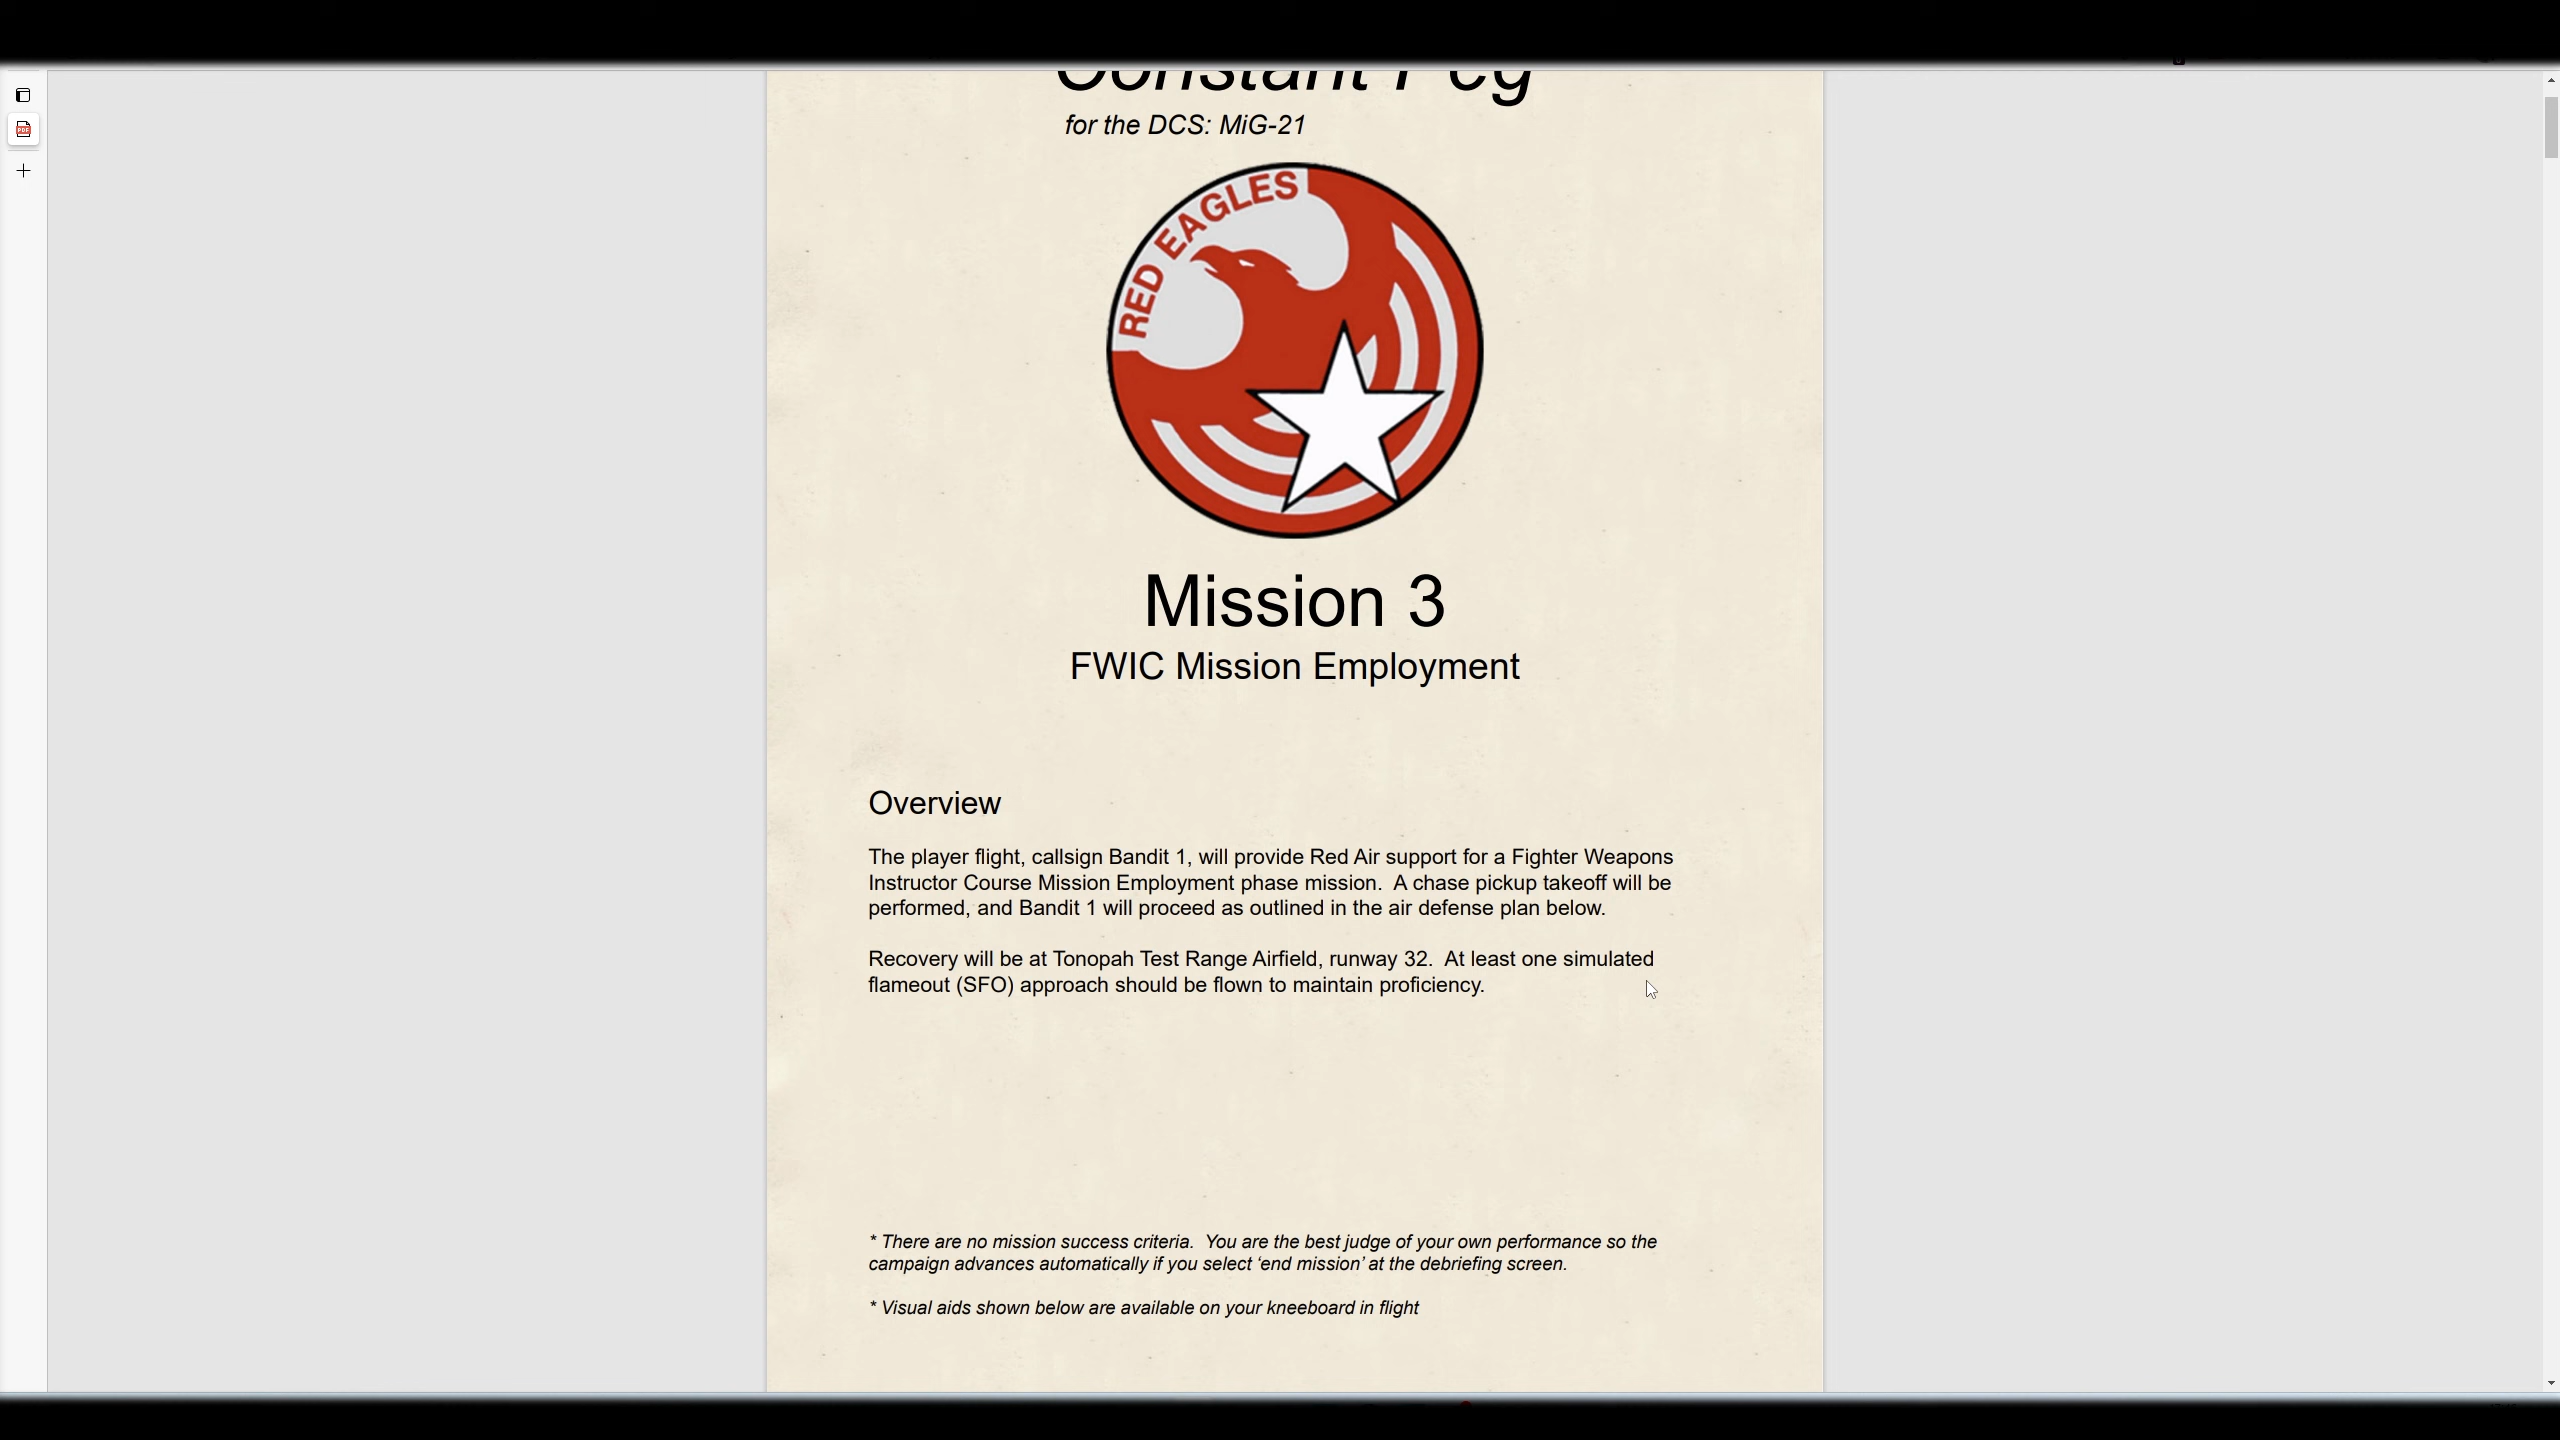 Constant Peg
for the DCS: MiG-21
RED EAGLES
Mission 3
FWIC Mission Employment
Overview
The player flight, callsign Bandit 1, will provide Red Air support for a Fighter Weapons
Instructor Course Mission Employment phase mission.  A chase pickup takeoff will be
performed, and Bandit 1 will proceed as outlined in the air defense plan below.
Recovery will be at Tonopah Test Range Airfield, runway 32.  At least one simulated
flameout (SFO) approach should be flown to maintain proficiency.
* There are no mission success criteria.  You are the best judge of your own performance so the
campaign advances automatically if you select ‘end mission’ at the debriefing screen.
* Visual aids shown below are available on your kneeboard in flight